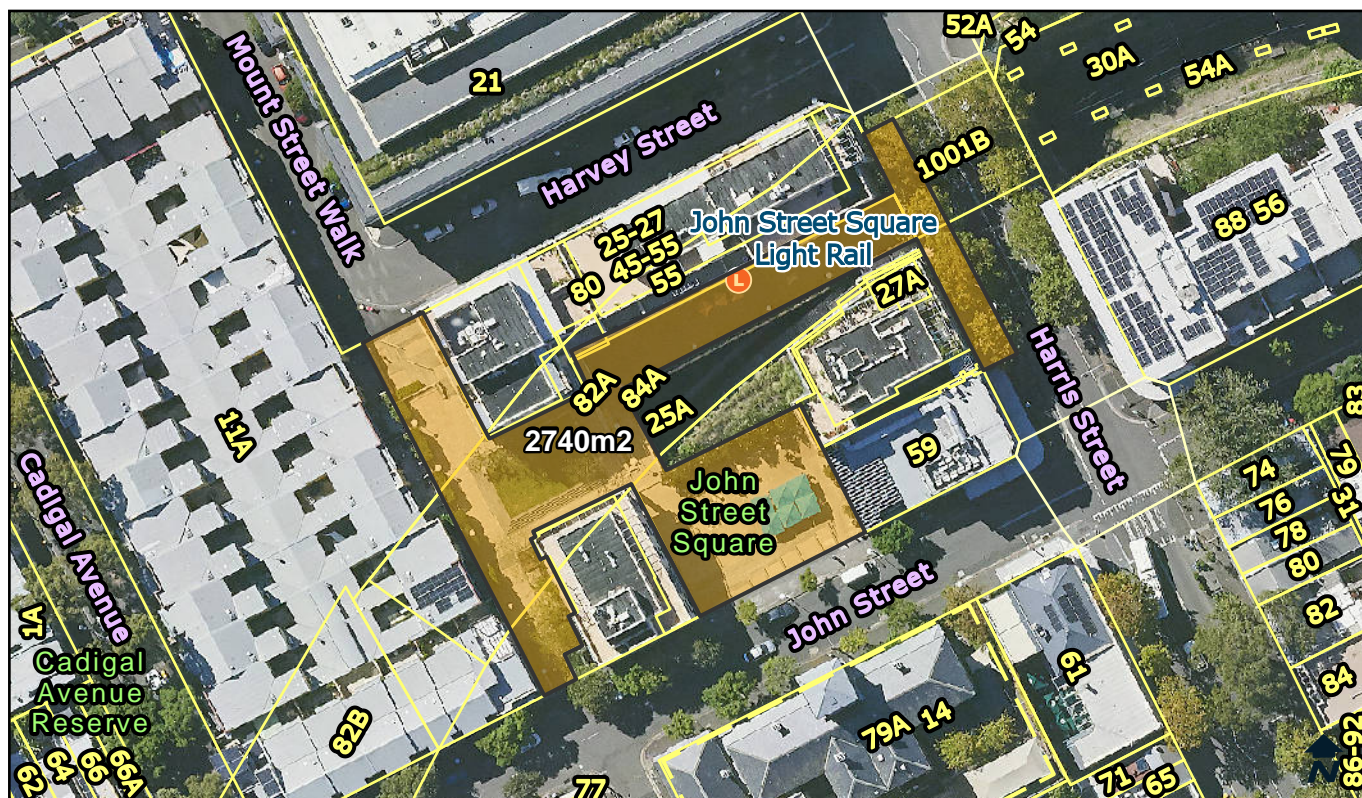 52A
54
30A
54A
21
Mount Street Walk
Harvey Street
1001B
88 56
25-27
45-55
80
55
John Street Square
Light Rail
L
27A
Harris Street
82A
84A
25A
2740m2
11A
59
John
Street
Square
83
79
31
74
76
78
80
82
84
86-92
Cadigal Avenue
1A
Cadigal
Avenue
Reserve
John Street
61
82B
79A 14
62
64
66
66A
77
71
65
N